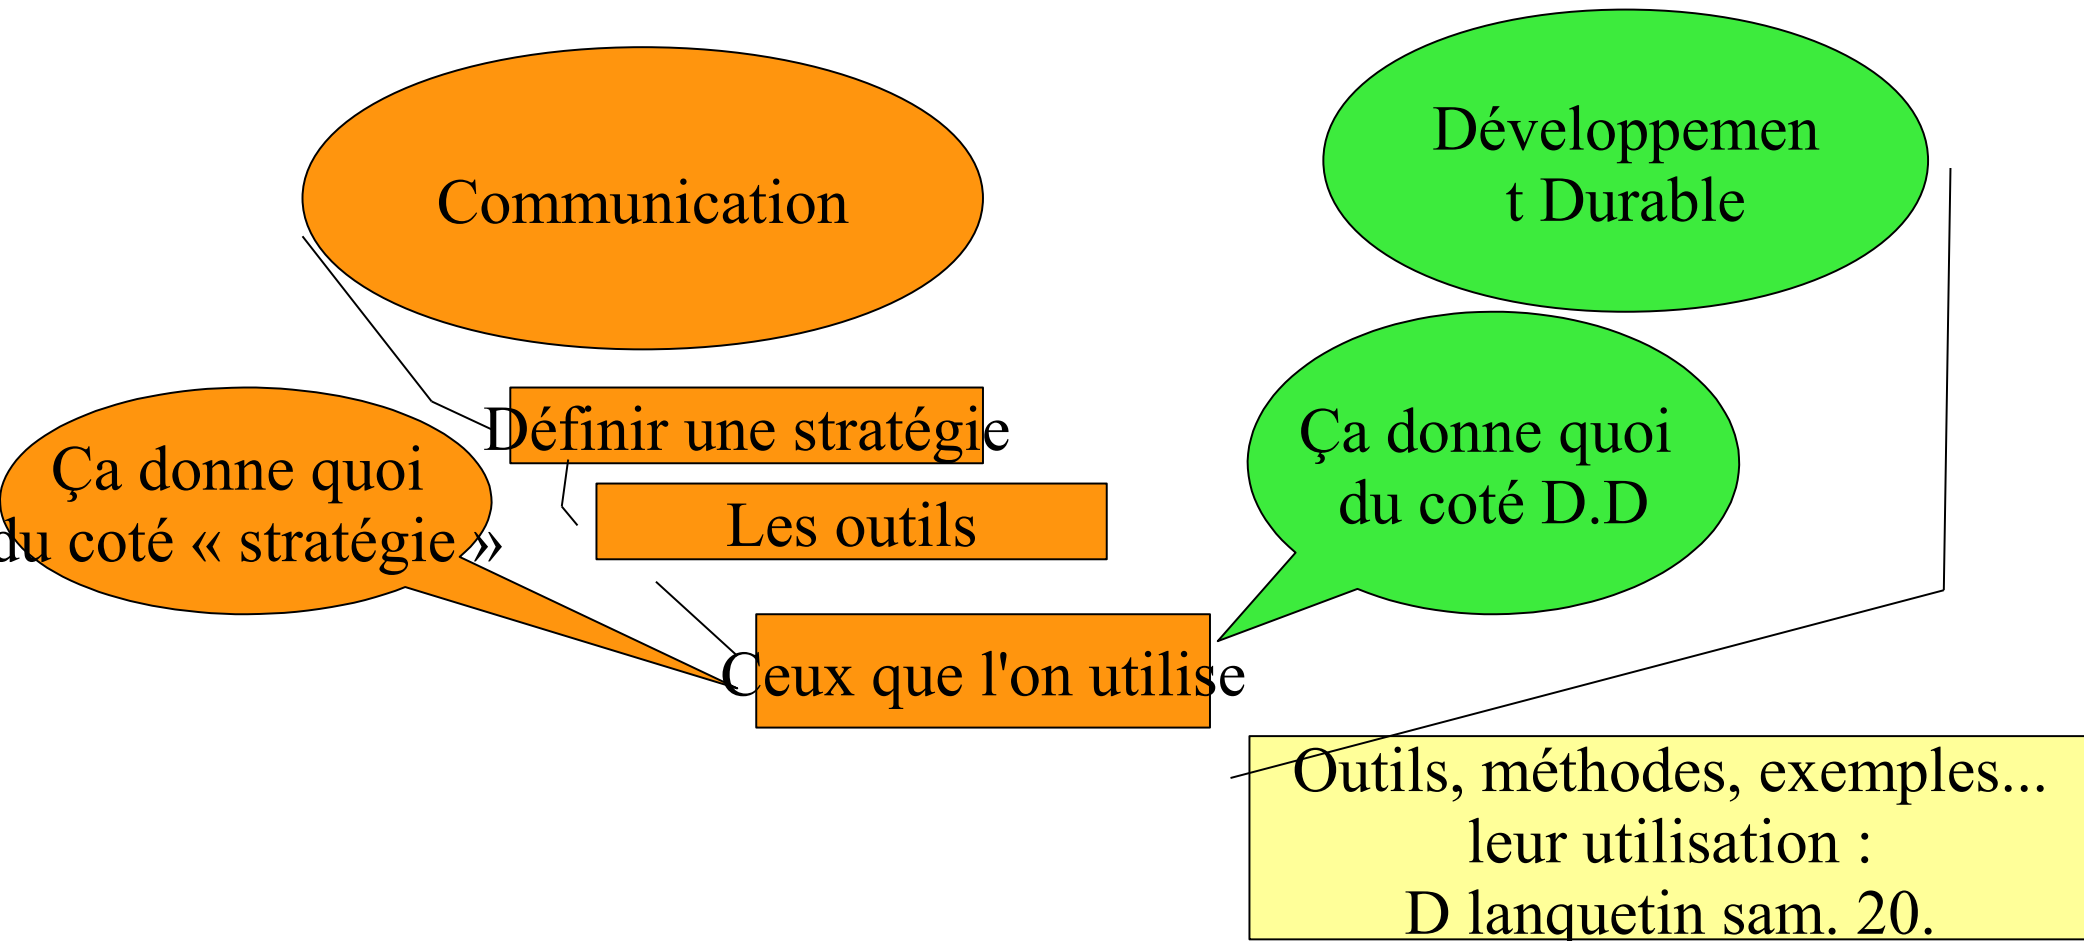 Communication
Développemen
t Durable
Définir une stratégie
Ça donne quoi
du coté « stratégie »
Les outils
Ça donne quoi
du coté D.D
Ceux que l'on utilise
Outils, méthodes, exemples...
leur utilisation :
D lanquetin sam. 20.